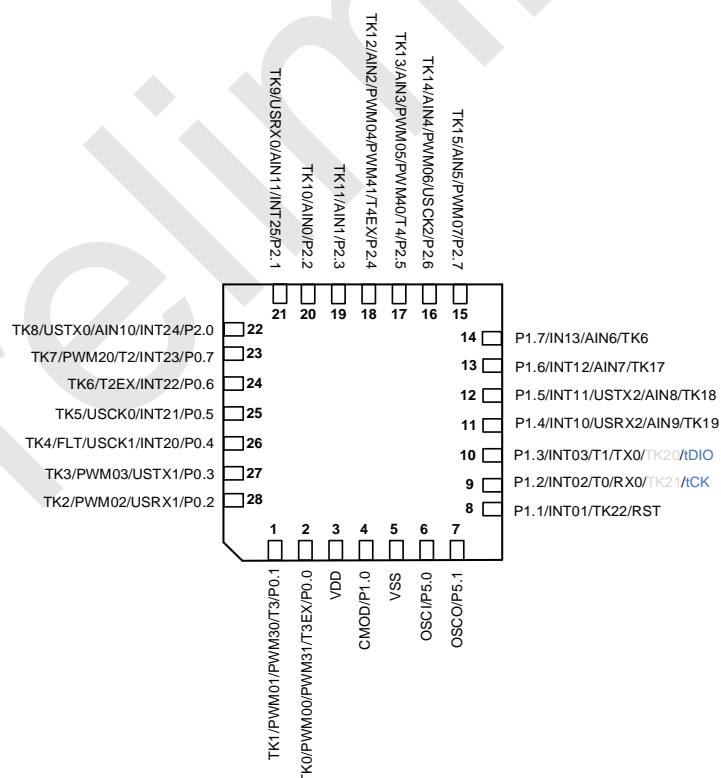 relimi
TK9/USRX0/AIN11/INT25/P2.1
TK10/AIN0/P2.2
TK11/AIN1/P2.3
TK12/AIN2/PWM04/PWM41/T4EX/P2.4
TK13/AIN3/PWM05/PWM40/T4/P2.5
TK14/AIN4/PWM06/USCK2/P2.6
TK15/AIN5/PWM07/P2.7
21 20 19 18 17 16 15
TK8/USTX0/AIN10/INT24/P2.0 22
TK7/PWM20/T2/INT23/P0.7 23
TK6/T2EX/INT22/P0.6 24
TK5/USCK0/INT21/P0.5 25
TK4/FLT/USCK1/INT20/P0.4 26
TK3/PWM03/USTX1/P0.3 27
TK2/PWM02/USRX1/P0.2 28
14 P1.7/IN13/AIN6/TK6
13 P1.6/INT12/AIN7/TK17
12 P1.5/INT11/USTX2/AIN8/TK18
11 P1.4/INT10/USRX2/AIN9/TK19
10 P1.3/INT03/T1/TX0/TK20/tDIO
9 P1.2/INT02/T0/RX0/TK21/tCK
8 P1.1/INT01/TK22/RST
1 2 3 4 5 6 7
TK1/PWM01/PWM30/T3/P0.1
TK0/PWM00/PWM31/T3EX/P0.0
VDD
CMOD/P1.0
VSS
OSCI/P5.0
OSCO/P5.1